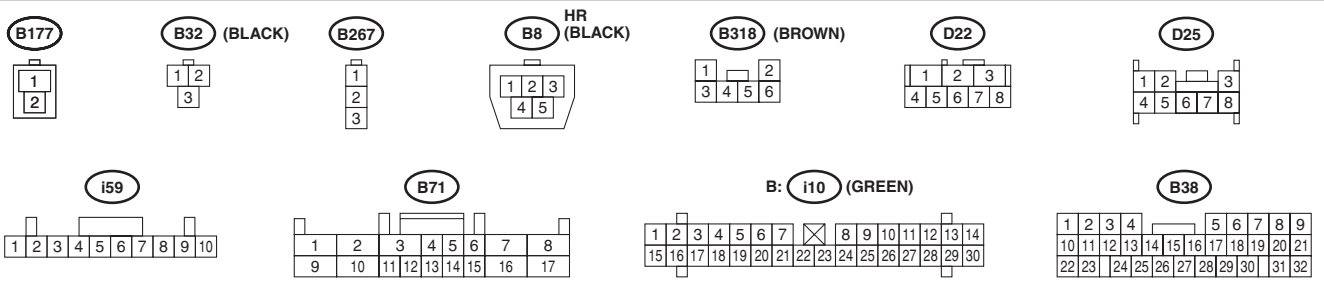 HR
B177 B32 (BLACK) B267 B8 (BLACK) B318 (BROWN) D22 D25
1 1 2 1 1 2 3 1 2 1 2 3 1 2 3
2 3 2 4 5 3 4 5 6 4 5 6 7 8 4 5 6 7 8
3
i59 B71 B: i10 (GREEN) B38
1 2 3 4 5 6 7 8 9 10 1 2 3 4 5 6 7 8 1 2 3 4 5 6 7 8 9 10 11 12 13 14 1 2 3 4 5 6 7 8 9
9 10 11 12 13 14 15 16 17 15 16 17 18 19 20 21 22 23 24 25 26 27 28 29 30 10 11 12 13 14 15 16 17 18 19 20 21
22 23 24 25 26 27 28 29 30 31 32